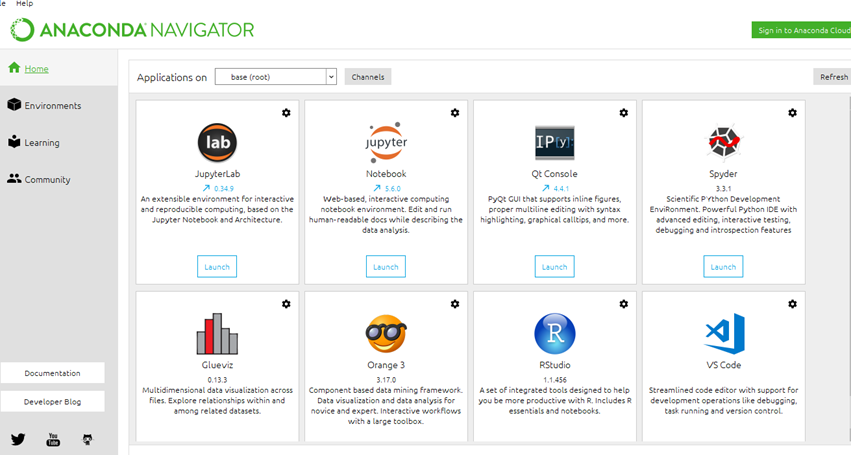 Help
ANACONDA NAVIGATOR
Sign in to Anaconda Cloud
Home
Environments
Learning
Community
Documentation
Developer Blog
You
Tube
Applications on
base (root)
Channels
Refresh
lab
JupyterLab
0.34.9
An extensible environment for interactive
and reproducible computing, based on the
Jupyter Notebook and Architecture.
Launch
jupyter
Notebook
5.6.0
Web-based, interactive computing
notebook environment. Edit and run
human-readable docs while describing the
data analysis.
Launch
IP[y]:
Qt Console
4.4.1
PyQt GUI that supports inline figures,
proper multiline editing with syntax
highlighting, graphical calltips, and more.
Launch
Spyder
3.3.1
Scientific PYthon Development
EnviRonment. Powerful Python IDE with
advanced editing, interactive testing,
debugging and introspection features
Launch
Glueviz
0.13.3
Multidimensional data visualization across
files. Explore relationships within and
among related datasets.
Orange 3
3.17.0
Component based data mining framework.
Data visualization and data analysis for
novice and expert. Interactive workflows
with a large toolbox.
R
RStudio
1.1.456
A set of integrated tools designed to help
you be more productive with R. Includes R
essentials and notebooks.
VS Code
Streamlined code editor with support for
development operations like debugging,
task running and version control.